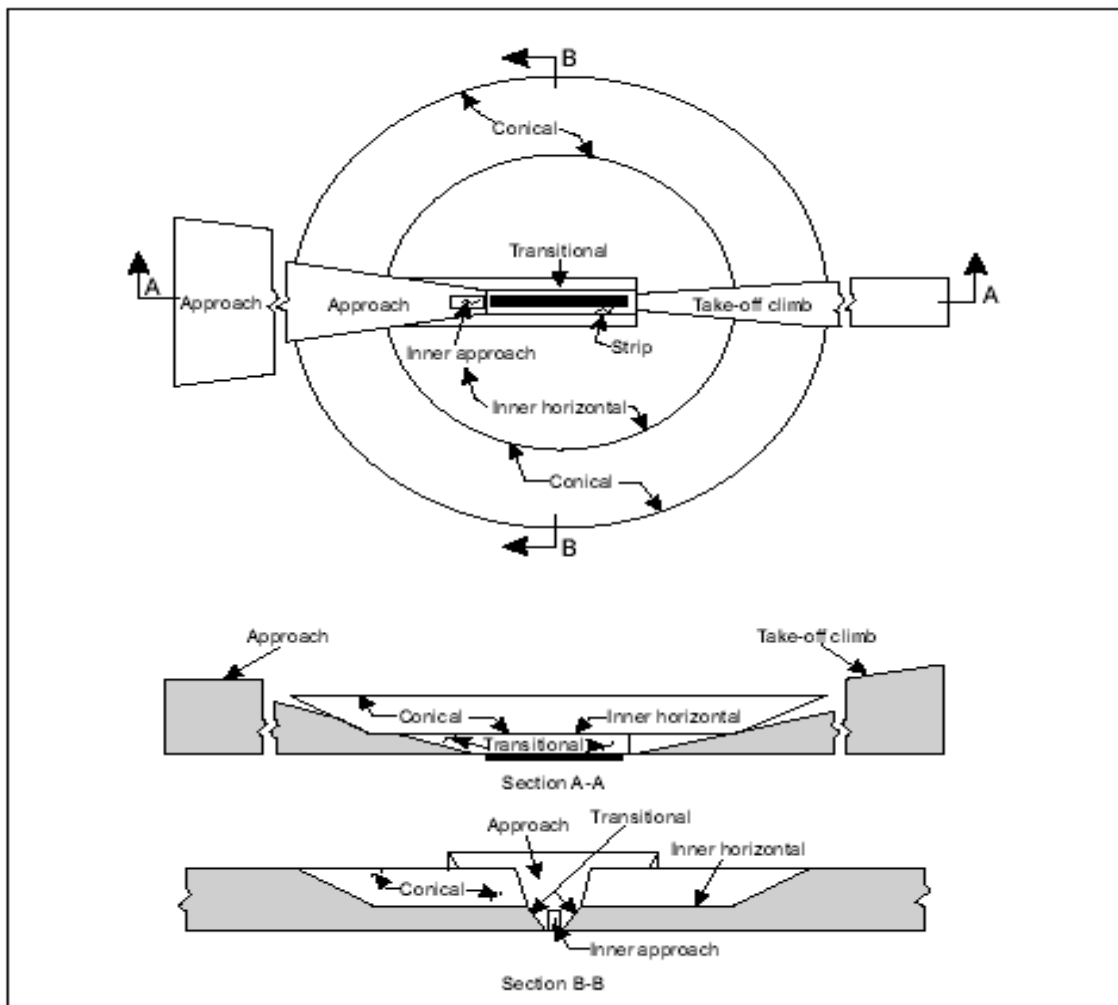 B
Conical
Transitional
A
Approach
Approach
Take-off climb
A
Inner approach
Strip
Inner horizontal
Conical
B
Approach
Take-off climb
Conical
Inner horizontal
Transitional
Section A-A
Approach
Transitional
Inner horizontal
Conical
Inner approach
Section B-B